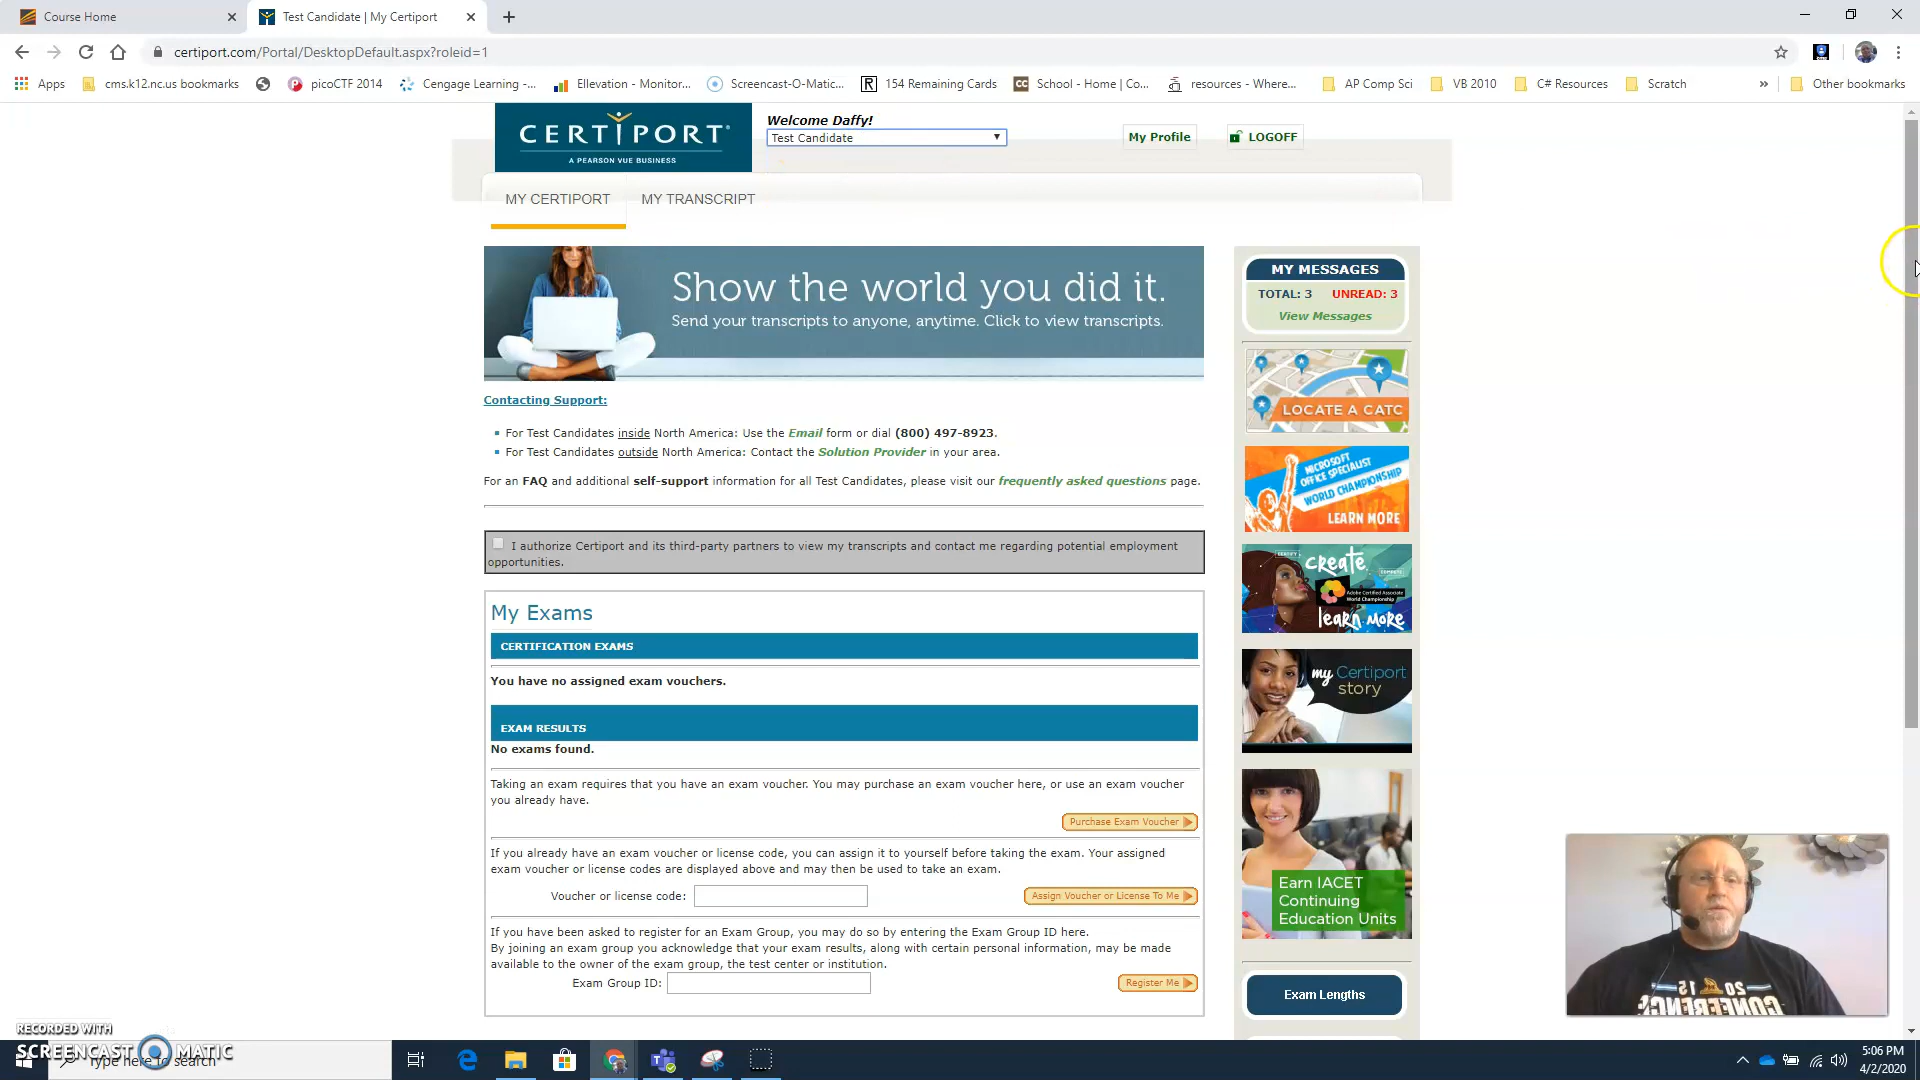 Course Home
Test Candidate | My Certiport
certiport.com/Portal/DesktopDefault.aspx?roleid=1
Apps
cms.k12.nc.us bookmarks
picoCTF 2014
Cengage Learning -...
Ellevation - Monitor...
Screencast-O-Matic...
154 Remaining Cards
School - Home | Co...
resources - Where...
AP Comp Sci
VB 2010
C# Resources
Scratch
»
Other bookmarks
CERTIPORT
A PEARSON VUE BUSINESS
Welcome Daffy!
Test Candidate
My Profile
LOGOFF
MY CERTIPORT
MY TRANSCRIPT
Show the world you did it.
Send your transcripts to anyone, anytime. Click to view transcripts.
Contacting Support:
For Test Candidates inside North America: Use the Email form or dial (800) 497-8923.
For Test Candidates outside North America: Contact the Solution Provider in your area.
For an FAQ and additional self-support information for all Test Candidates, please visit our frequently asked questions page.
I authorize Certiport and its third-party partners to view my transcripts and contact me regarding potential employment
opportunities.
My Exams
CERTIFICATION EXAMS
You have no assigned exam vouchers.
EXAM RESULTS
No exams found.
Taking an exam requires that you have an exam voucher. You may purchase an exam voucher here, or use an exam voucher
you already have.
Purchase Exam Voucher
If you already have an exam voucher or license code, you can assign it to yourself before taking the exam. Your assigned
exam voucher or license codes are displayed above and may then be used to take an exam.
Voucher or license code:
Assign Voucher or License To Me
If you have been asked to register for an Exam Group, you may do so by entering the Exam Group ID here.
By joining an exam group you acknowledge that your exam results, along with certain personal information, may be made
available to the owner of the exam group, the test center or institution.
Exam Group ID:
Register Me
MY MESSAGES
TOTAL: 3 UNREAD: 3
View Messages
LOCATE A CATC
MICROSOFT
OFFICE SPECIALIST
WORLD CHAMPIONSHIP
LEARN MORE
create
Adobe Certified Associate
World Championship
learn more
my Certiport
story
Earn IACET
Continuing
Education Units
Exam Lengths
2015
CONFERENCE
RECORDED WITH
SCREENCAST MATIC
Type here to search
5:06 PM
4/2/2020